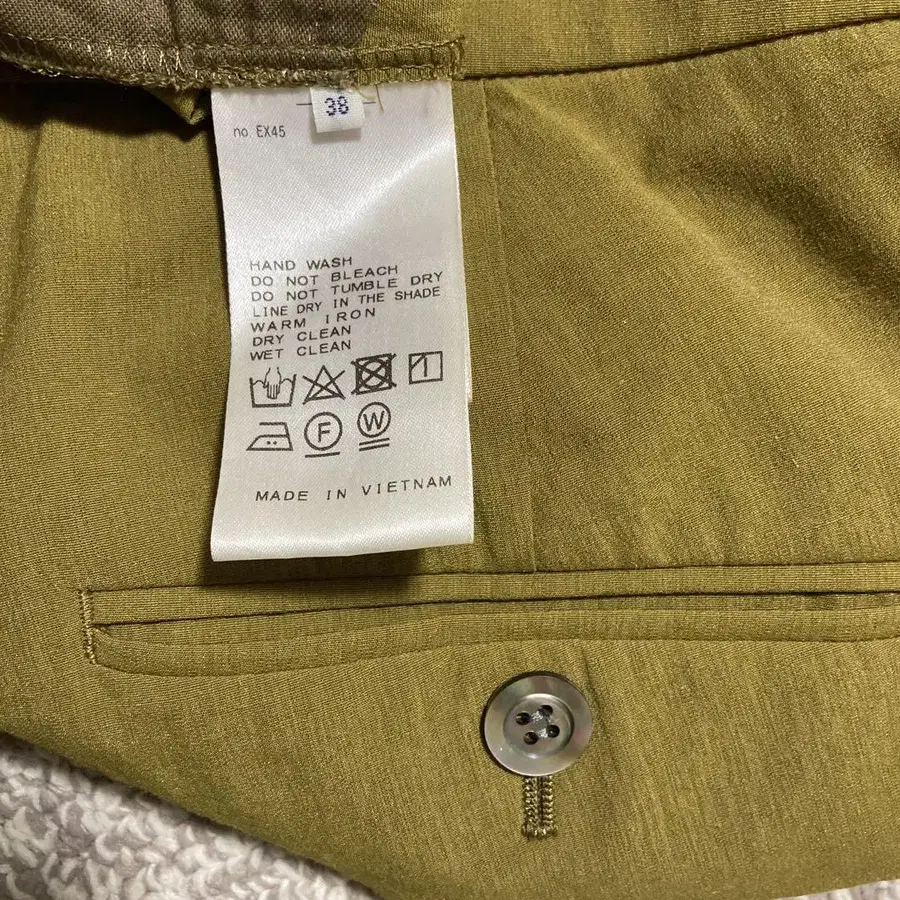 38
no. EX45
HAND WASH
DO NOT BLEACH
DO NOT TUMBLE DRY
LINE DRY IN THE SHADE
WARM IRON
DRY CLEAN
WET CLEAN
F
W
MADE IN VIETNAM